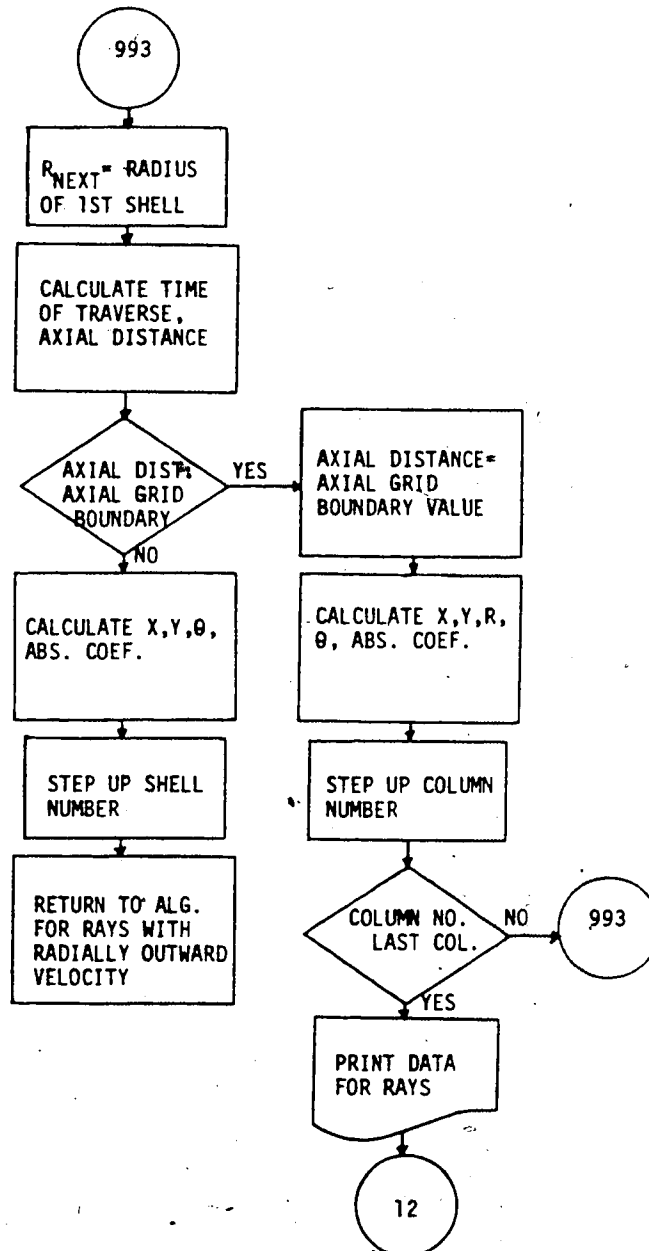 993
R_NEXT = RADIUS
OF 1ST SHELL
CALCULATE TIME
OF TRAVERSE,
AXIAL DISTANCE
AXIAL DIST.
AXIAL GRID
BOUNDARY
YES
NO
AXIAL DISTANCE=
AXIAL GRID
BOUNDARY VALUE
CALCULATE X,Y,θ,
ABS. COEF.
CALCULATE X,Y,R,
θ, ABS. COEF.
STEP UP SHELL
NUMBER
STEP UP COLUMN
NUMBER
RETURN TO ALG.
FOR RAYS WITH
RADIALLY OUTWARD
VELOCITY
COLUMN NO.
LAST COL.
NO
993
YES
PRINT DATA
FOR RAYS
12